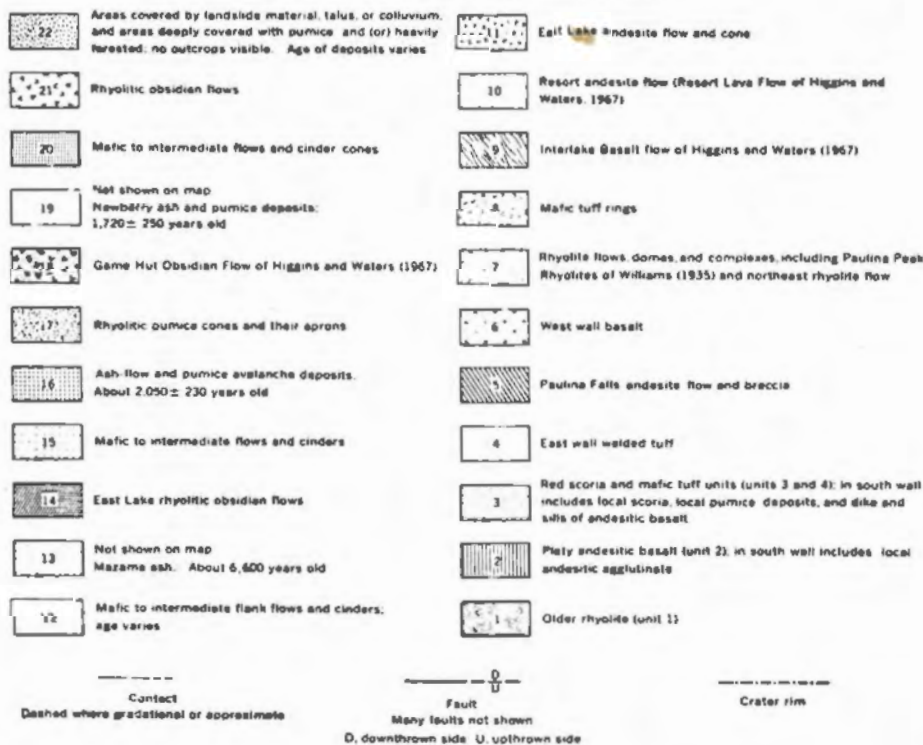 22
Areas covered by landslide material, talus, or colluvium,
and areas deeply covered with pumice and (or) heavily
forested; no outcrops visible. Age of deposits varies
21
Rhyolitic obsidian flows
20
Mafic to intermediate flows and cinder cones
19
Not shown on map
Newberry ash and pumice deposits;
1,720 ± 250 years old
18
Game Hut Obsidian Flow of Higgins and Waters (1967)
17
Rhyolitic pumice cones and their aprons
16
Ash-flow and pumice avalanche deposits.
About 2,050 ± 230 years old
15
Mafic to intermediate flows and cinders
14
East Lake rhyolitic obsidian flows
13
Not shown on map
Mazama ash. About 6,600 years old
12
Mafic to intermediate flank flows and cinders;
age varies
11
East Lake andesite flow and cone
10
Resort andesite flow (Resort Lava Flow of Higgins and
Waters, 1967)
9
Interlake Basalt flow of Higgins and Waters (1967)
8
Mafic tuff rings
7
Rhyolite flows, domes, and complexes, including Paulina Peak
Rhyolites of Williams (1935) and northeast rhyolite flow
6
West wall basalt
5
Paulina Falls andesite flow and breccia
4
East wall welded tuff
3
Red scoria and mafic tuff units (units 3 and 4); in south wall
includes local scoria, local pumice deposits, and dike and
sills of andesitic basalt
2
Platy andesitic basalt (unit 2); in south wall includes local
andesitic agglutinate
1
Older rhyolite (unit 1)
Contact
Dashed where gradational or approximate
D
U
Fault
Many faults not shown
D, downthrown side U, upthrown side
Crater rim